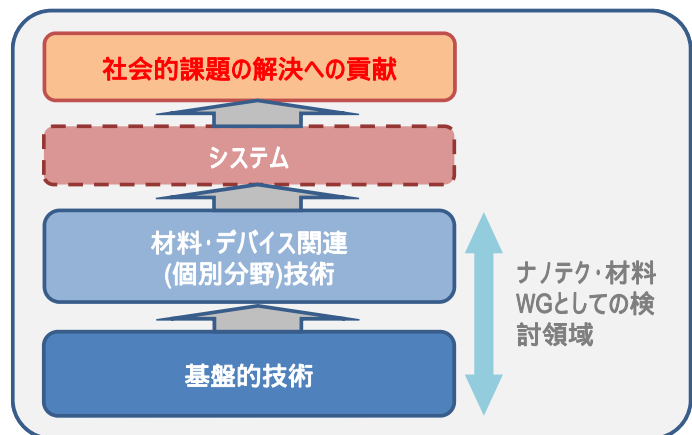 社会的課題の解決への貢献
システム
材料・デバイス関連
(個別分野)技術
ナノテク・材料
WGとしての検
討領域
基盤的技術